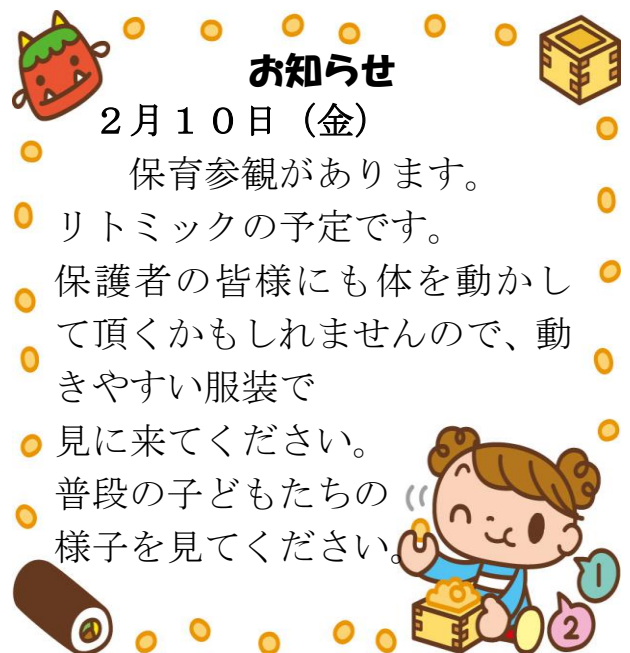 お知らせ
２月１０日（金）
保育参観があります。
リトミックの予定です。
保護者の皆様にも体を動かし
て頂くかもしれませんので、動
きやすい服装で
見に来てください。
普段の子どもたちの
様子を見てください。
1
2